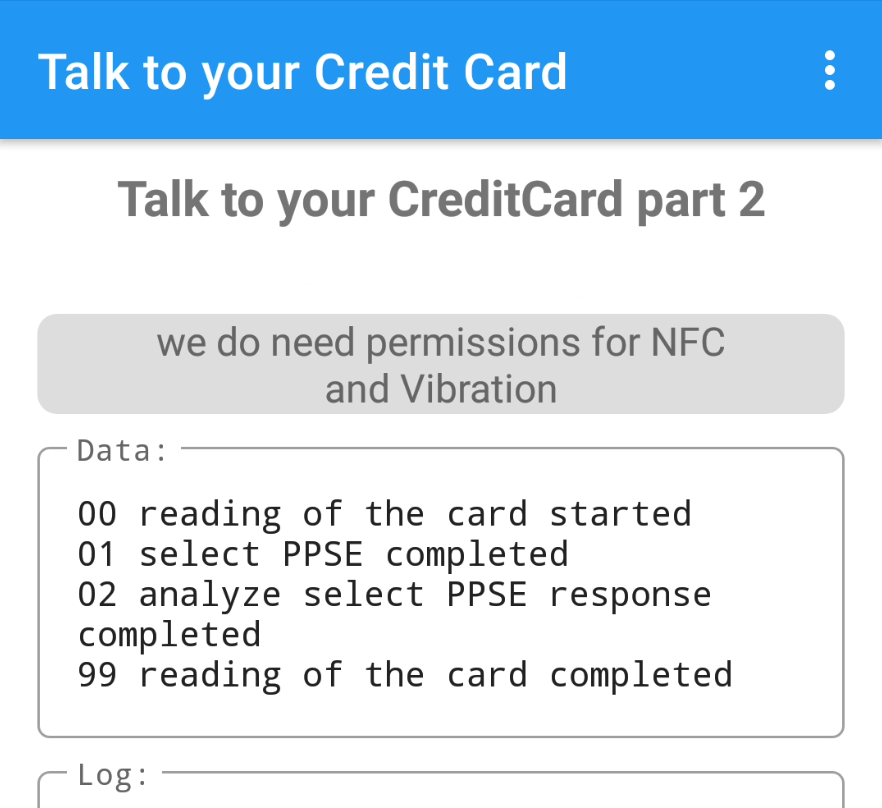 Talk to your Credit Card
Talk to your CreditCard part 2
we do need permissions for NFC
and Vibration
Data:
00 reading of the card started
01 select PPSE completed
02 analyze select PPSE response
completed
99 reading of the card completed
Log: